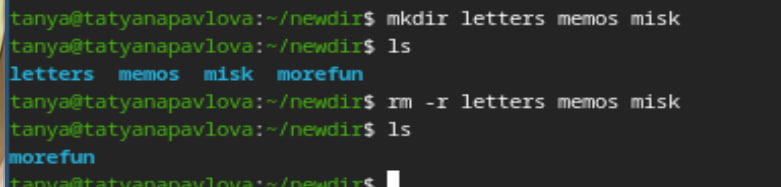 tanya@tatyanapavlova:~/newdir$ mkdir letters memos misk
tanya@tatyanapavlova:~/newdir$ ls
letters  memos  misk  morefun
tanya@tatyanapavlova:~/newdir$ rm -r letters memos misk
tanya@tatyanapavlova:~/newdir$ ls
morefun
tanya@tatyanapavlova:~/newdir$